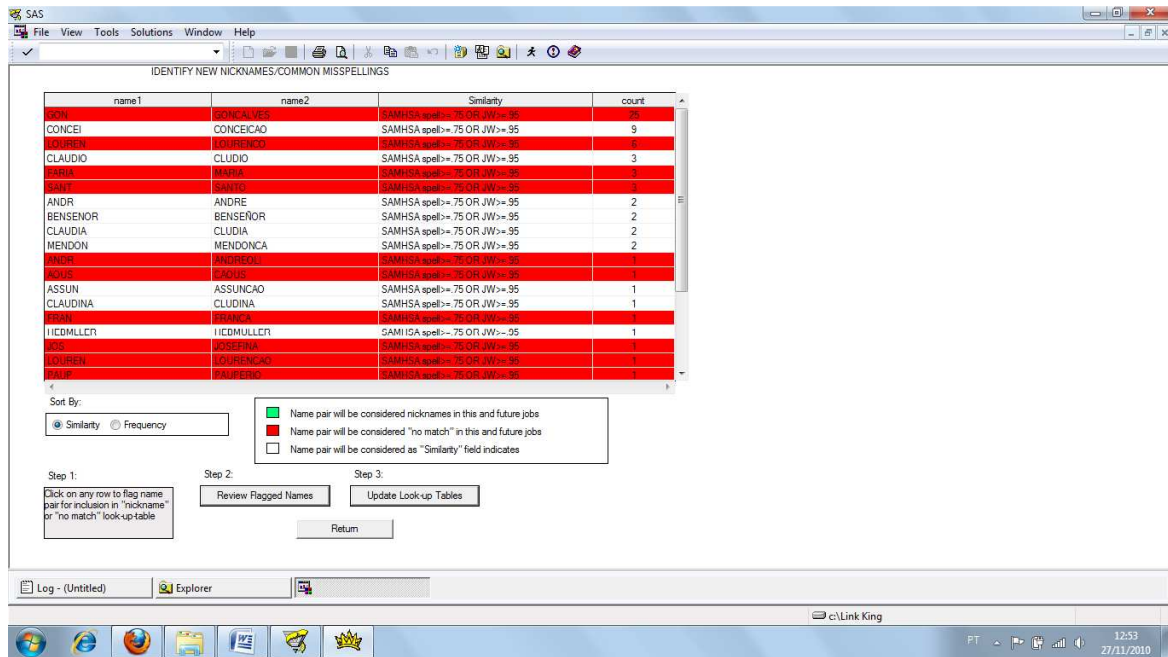 SAS
File View Tools Solutions Window Help
IDENTIFY NEW NICKNAMES/COMMON MISSPELLINGS
name1 name2 Similarity count
GON GONCALVES SAMHSA spell>=.75 OR JW>=.95 25
CONCEI CONCEICAO SAMHSA spell>=.75 OR JW>=.95 9
LOUREN LOURENCO SAMHSA spell>=.75 OR JW>=.95 6
CLAUDIO CLUDIO SAMHSA spell>=.75 OR JW>=.95 3
FARIA MARIA SAMHSA spell>=.75 OR JW>=.95 3
SANT SANTO SAMHSA spell>=.75 OR JW>=.95 3
ANDR ANDRE SAMHSA spell>=.75 OR JW>=.95 2
BENSENOR BENSEÑOR SAMHSA spell>=.75 OR JW>=.95 2
CLAUDIA CLUDIA SAMHSA spell>=.75 OR JW>=.95 2
MENDON MENDONCA SAMHSA spell>=.75 OR JW>=.95 2
ANDR ANDREOLI SAMHSA spell>=.75 OR JW>=.95 1
SAMHSA spell>=.75 OR JW>=.95 1
ASSUN ASSUNCAO SAMHSA spell>=.75 OR JW>=.95 1
CLAUDINA CLUDINA SAMHSA spell>=.75 OR JW>=.95 1
FRAN FRANCA SAMHSA spell>=.75 OR JW>=.95 1
HEBMLLER HEBMULLER SAMHSA spell>=.75 OR JW>=.95 1
JOS JOSEFINA SAMHSA spell>=.75 OR JW>=.95 1
LOUREN LOURENCAO SAMHSA spell>=.75 OR JW>=.95 1
PAUP PAUPERIO SAMHSA spell>=.75 OR JW>=.95 1
Sort By:
Similarity Frequency
Name pair will be considered nicknames in this and future jobs
Name pair will be considered "no match" in this and future jobs
Name pair will be considered as "Similarity" field indicates
Step 1: Step 2: Step 3:
Click on any row to flag name
pair for inclusion in "nickname"
or "no match" look-up-table
Review Flagged Names Update Look-up Tables
Return
Log - (Untitled) Explorer
c:\Link King
PT 12:53
27/11/2010